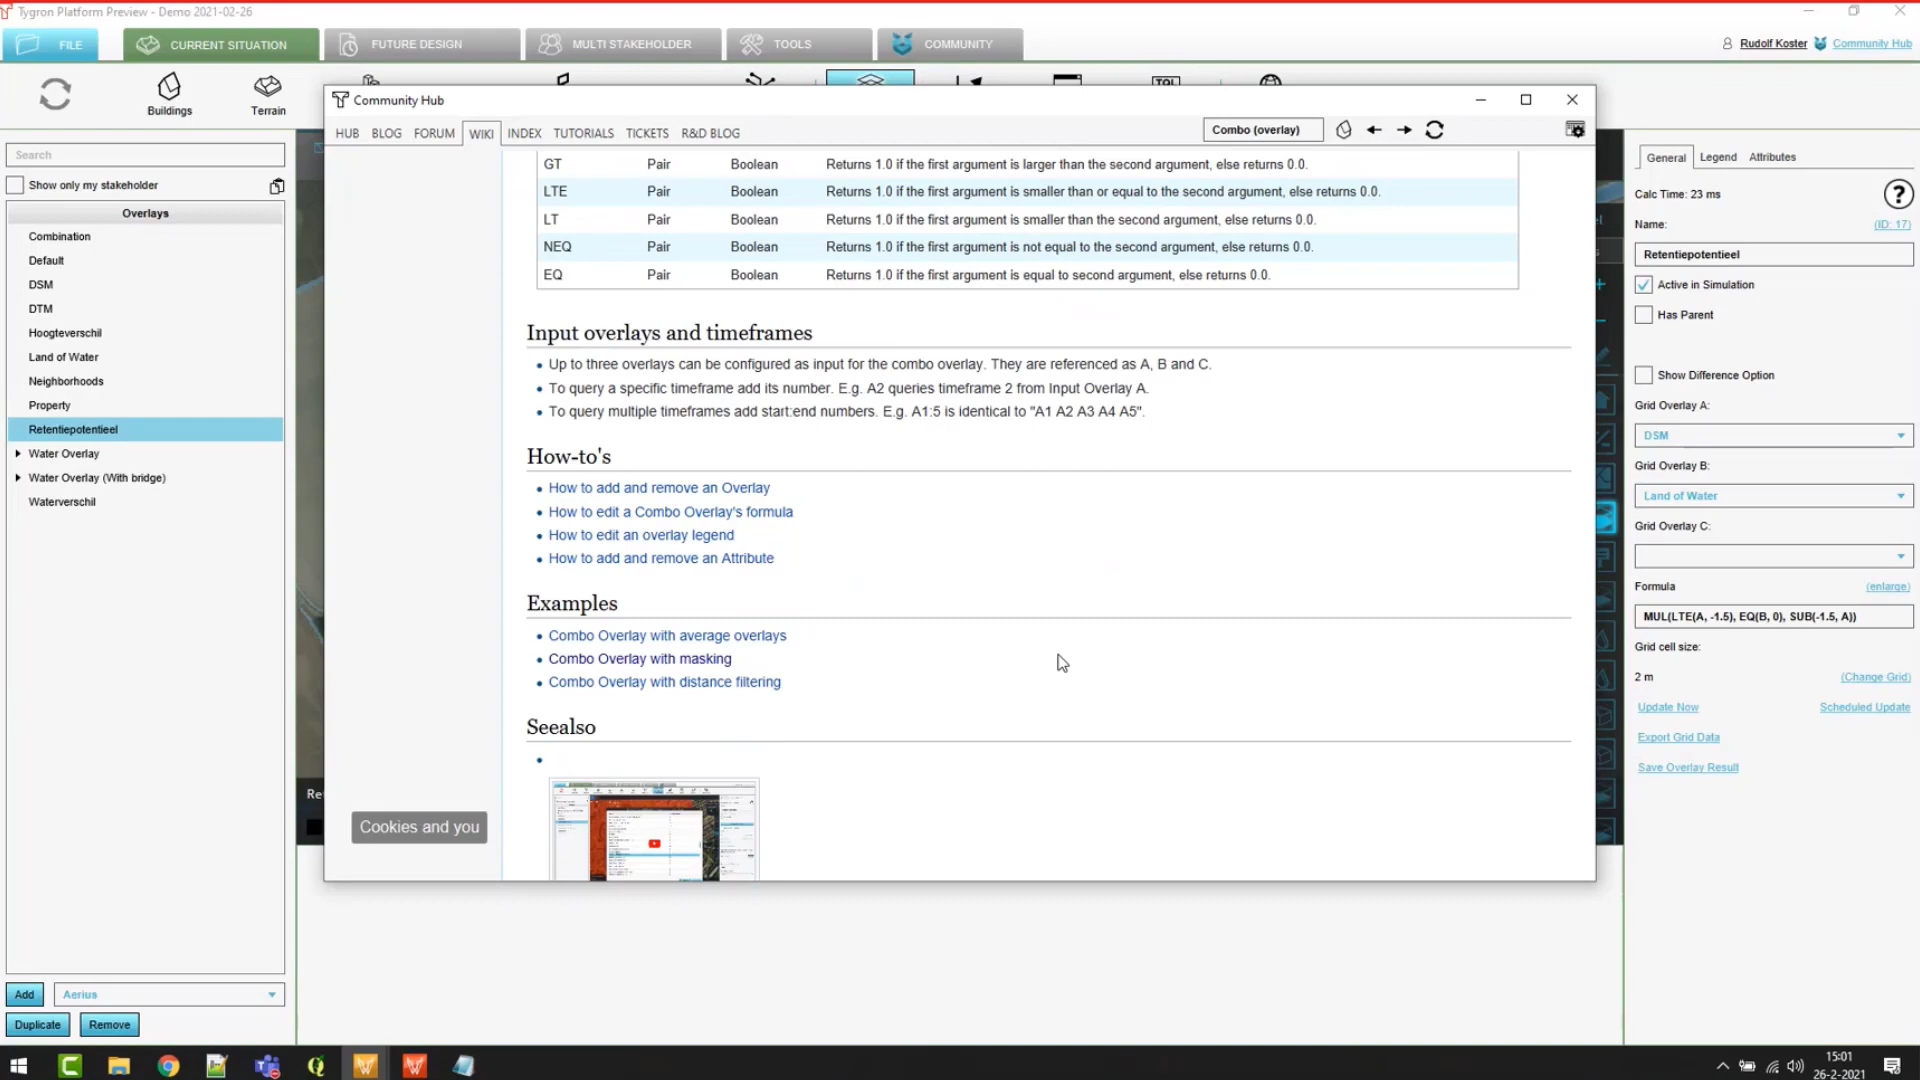 Tygron Platform Preview - Demo 2021-02-26
FILE
CURRENT SITUATION
FUTURE DESIGN
MULTI STAKEHOLDER
TOOLS
COMMUNITY
Rudolf Koster
Community Hub
Buildings
Terrain
TQL
Search
Show only my stakeholder
Overlays
Combination
Default
DSM
DTM
Hoogteverschil
Land of Water
Neighborhoods
Property
Retentiepotentieel
Water Overlay
Water Overlay (With bridge)
Waterverschil
Add
Aerius
Duplicate
Remove
Community Hub
HUB
BLOG
FORUM
WIKI
INDEX
TUTORIALS
TICKETS
R&D BLOG
Combo (overlay)
GT Pair Boolean Returns 1.0 if the first argument is larger than the second argument, else returns 0.0.
LTE Pair Boolean Returns 1.0 if the first argument is smaller than or equal to the second argument, else returns 0.0.
LT Pair Boolean Returns 1.0 if the first argument is smaller than the second argument, else returns 0.0.
NEQ Pair Boolean Returns 1.0 if the first argument is not equal to the second argument, else returns 0.0.
EQ Pair Boolean Returns 1.0 if the first argument is equal to second argument, else returns 0.0.
Input overlays and timeframes
• Up to three overlays can be configured as input for the combo overlay. They are referenced as A, B and C.
• To query a specific timeframe add its number. E.g. A2 queries timeframe 2 from Input Overlay A.
• To query multiple timeframes add start:end numbers. E.g. A1:5 is identical to "A1 A2 A3 A4 A5".
How-to's
• How to add and remove an Overlay
• How to edit a Combo Overlay's formula
• How to edit an overlay legend
• How to add and remove an Attribute
Examples
• Combo Overlay with average overlays
• Combo Overlay with masking
• Combo Overlay with distance filtering
Seealso
Cookies and you
Re
General
Legend
Attributes
Calc Time: 23 ms
?
Name:
(ID: 17)
Retentiepotentieel
Active in Simulation
Has Parent
Show Difference Option
Grid Overlay A:
DSM
Grid Overlay B:
Land of Water
Grid Overlay C:
Formula
(enlarge)
MUL(LTE(A, -1.5), EQ(B, 0), SUB(-1.5, A))
Grid cell size:
2 m
(Change Grid)
Update Now
Scheduled Update
Export Grid Data
Save Overlay Result
15:01
26-2-2021